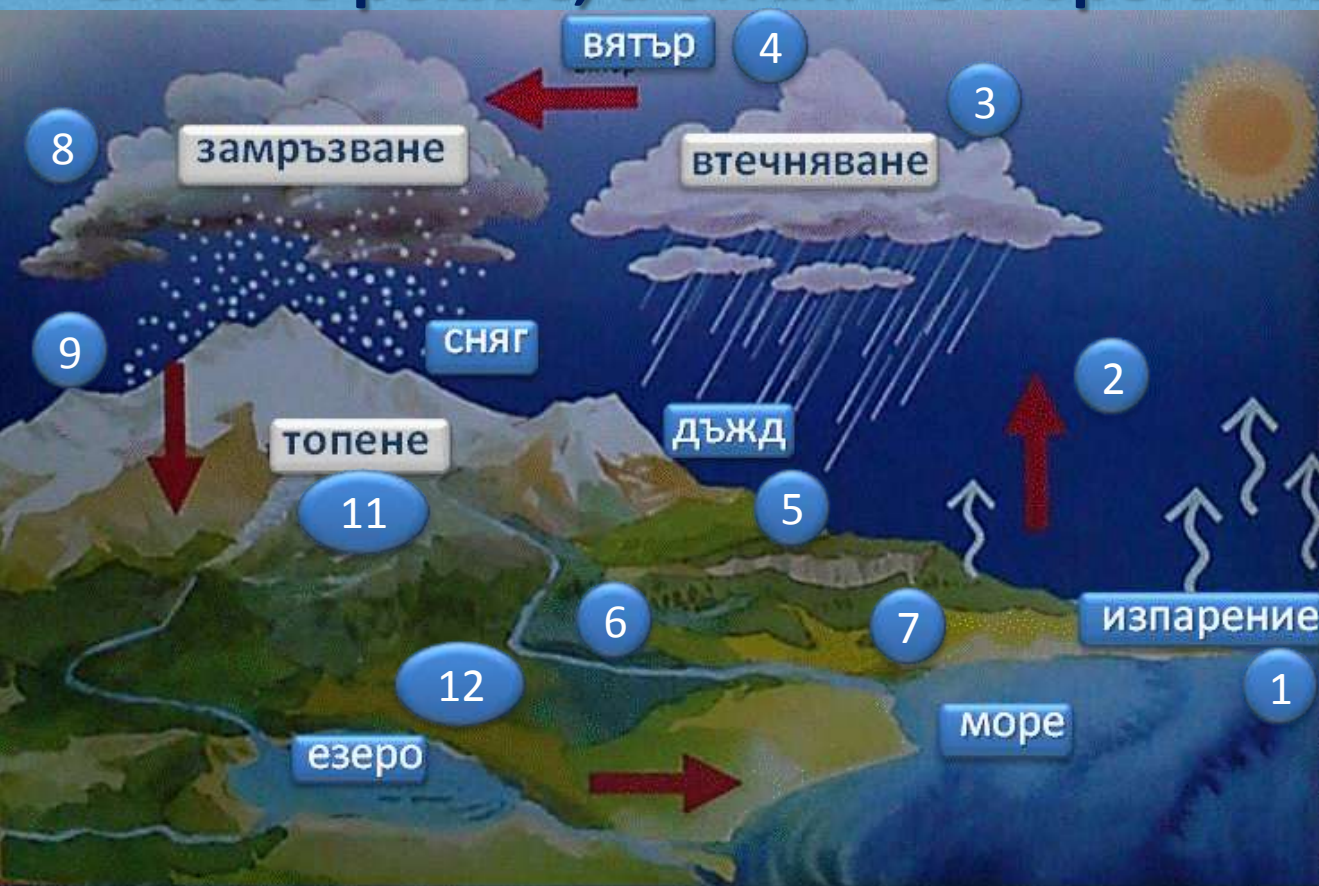 вятър
4
3
8
замръзване
втечняване
9
сняг
2
топене
дъжд
11
5
6
7
изпарение
12
1
море
езеро